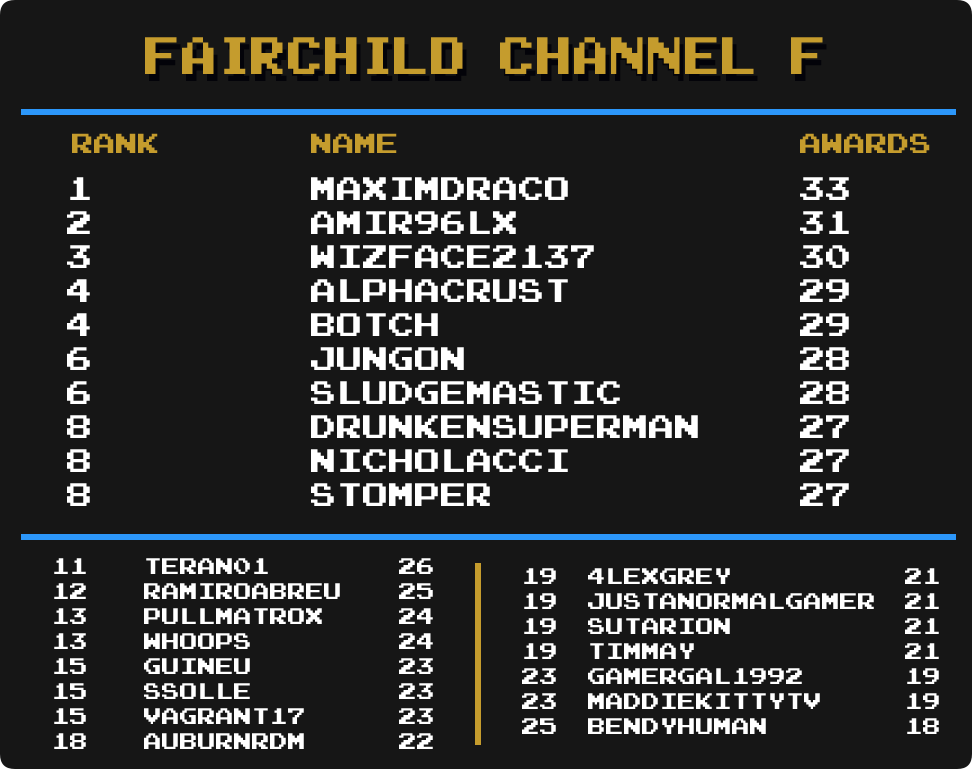 FAIRCHILD CHANNEL F
RANK NAME AWARDS
1 MAXIMDRACO 33
2 AMIR96LX 31
3 WIZFACE2137 30
4 ALPHACRUST 29
4 BOTCH 29
6 JUNGON 28
6 SLUDGEMASTIC 28
8 DRUNKENSUPERMAN 27
8 NICHOLACCI 27
8 STOMPER 27
11 TERANO1 26
12 RAMIROABREU 25
13 PULLMATROX 24
13 WHOOPS 24
15 GUINEU 23
15 SSOLLE 23
15 VAGRANT17 23
18 AUBURNRDM 22
19 4LEXGREY 21
19 JUSTANORMALGAMER 21
19 SUTARION 21
19 TIMMAY 21
23 GAMERGAL1992 19
23 MADDIEKITTYTV 19
25 BENDYHUMAN 18